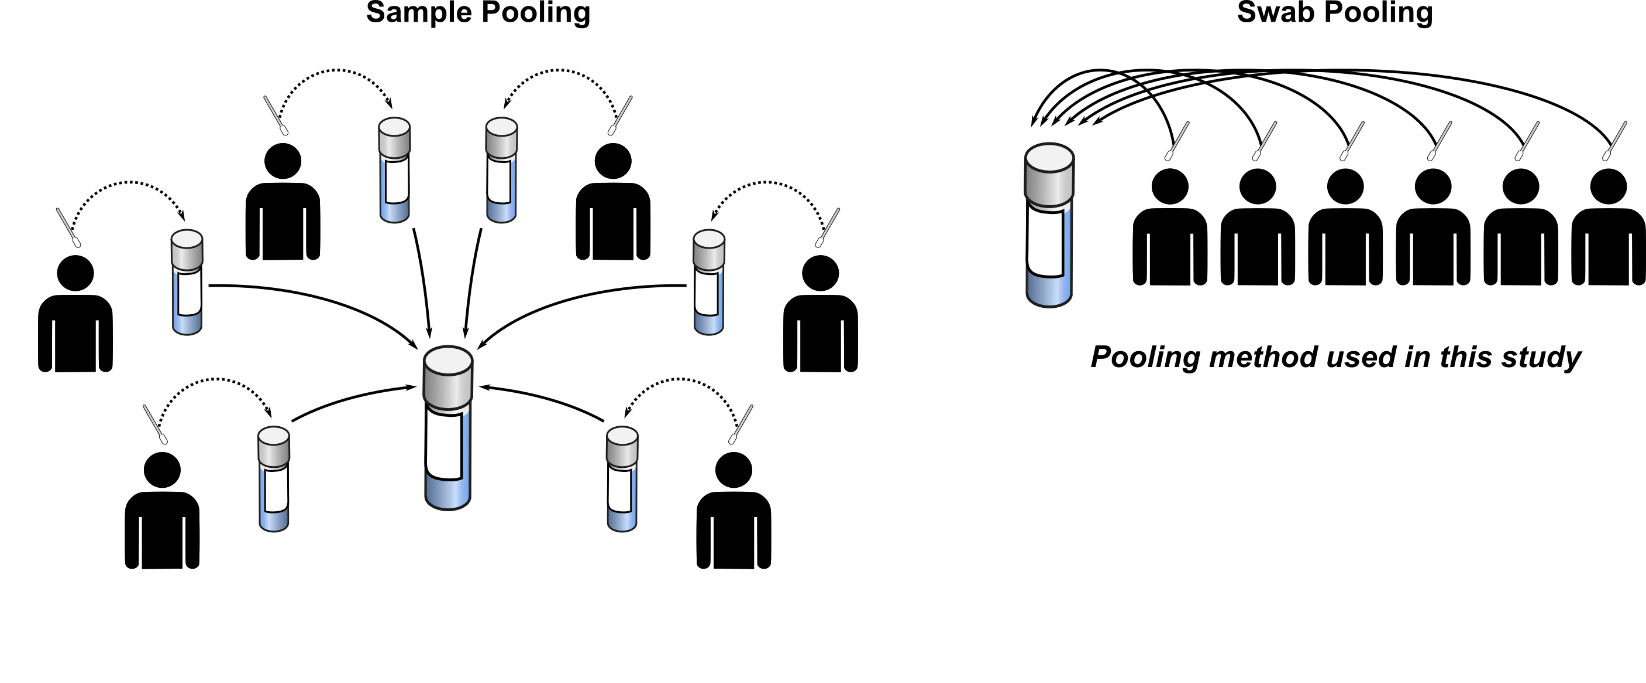 Sample Pooling
Swab Pooling
Pooling method used in this study